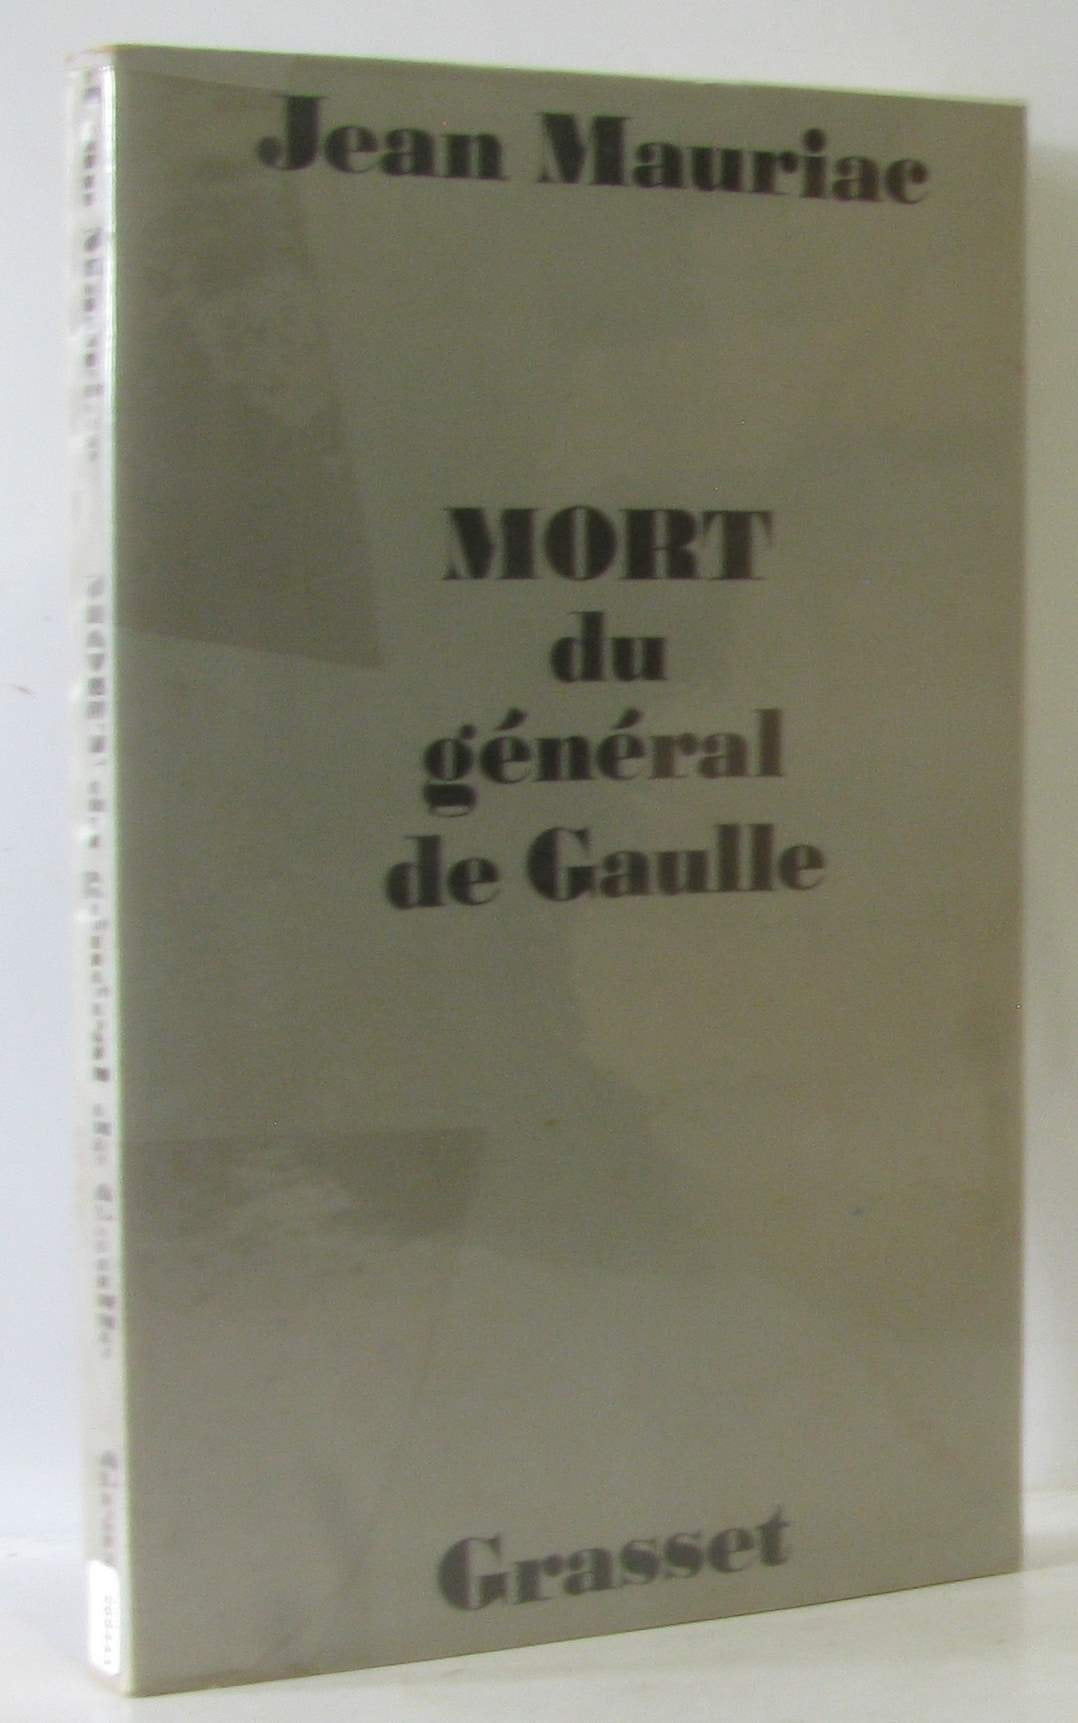 Jean Mauriac
MORT
du
général
de Gaulle
Grasset